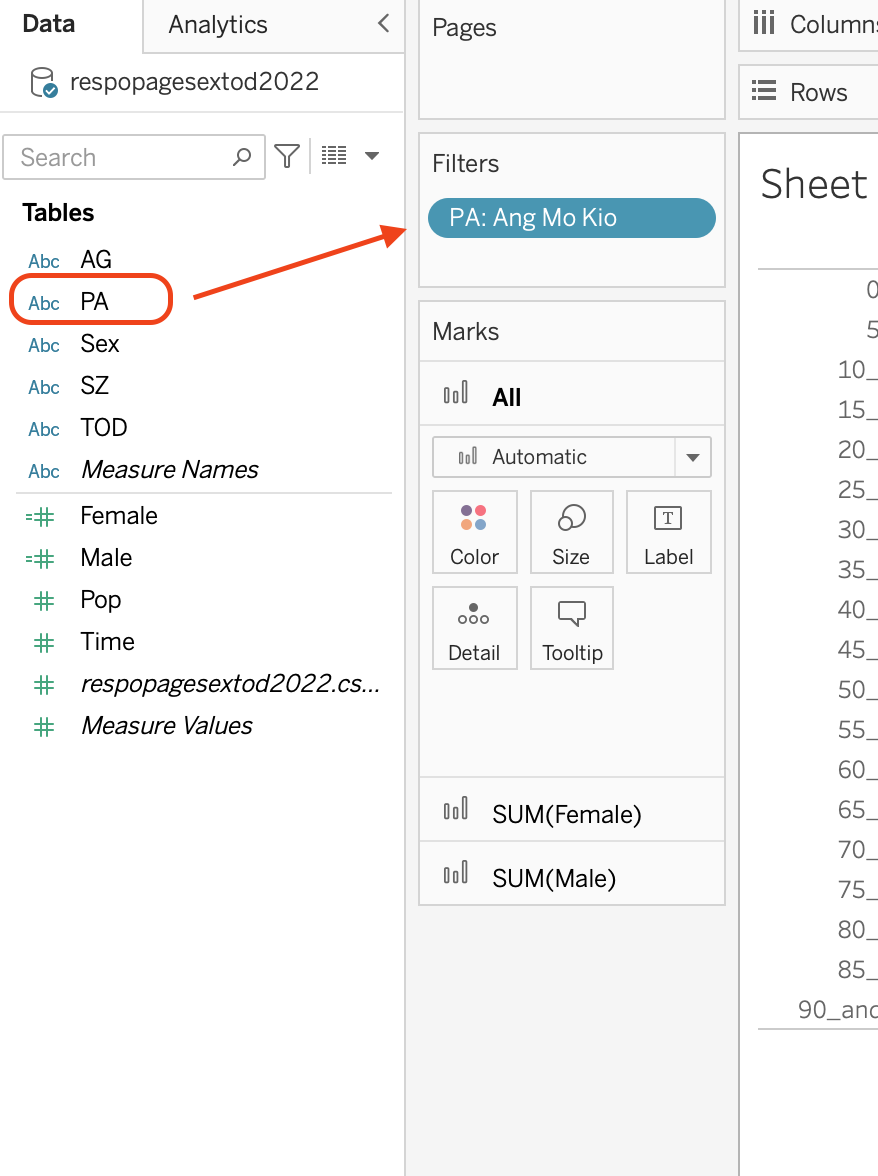 Data
Analytics
respopagesextod2022
Search
Tables
Abc AG
Abc PA
Abc Sex
Abc SZ
Abc TOD
Abc Measure Names
Female
Male
Pop
Time
respopagesextod2022.cs...
Measure Values
Pages
Filters
PA: Ang Mo Kio
Marks
All
Automatic
Color
Size
T
Label
Detail
Tooltip
SUM(Female)
SUM(Male)
Column
Rows
Sheet
0
5
10_
15_
20_
25_
30_
35_
40_
45_
50_
55_
60_
65_
70_
75_
80_
85_
90_and